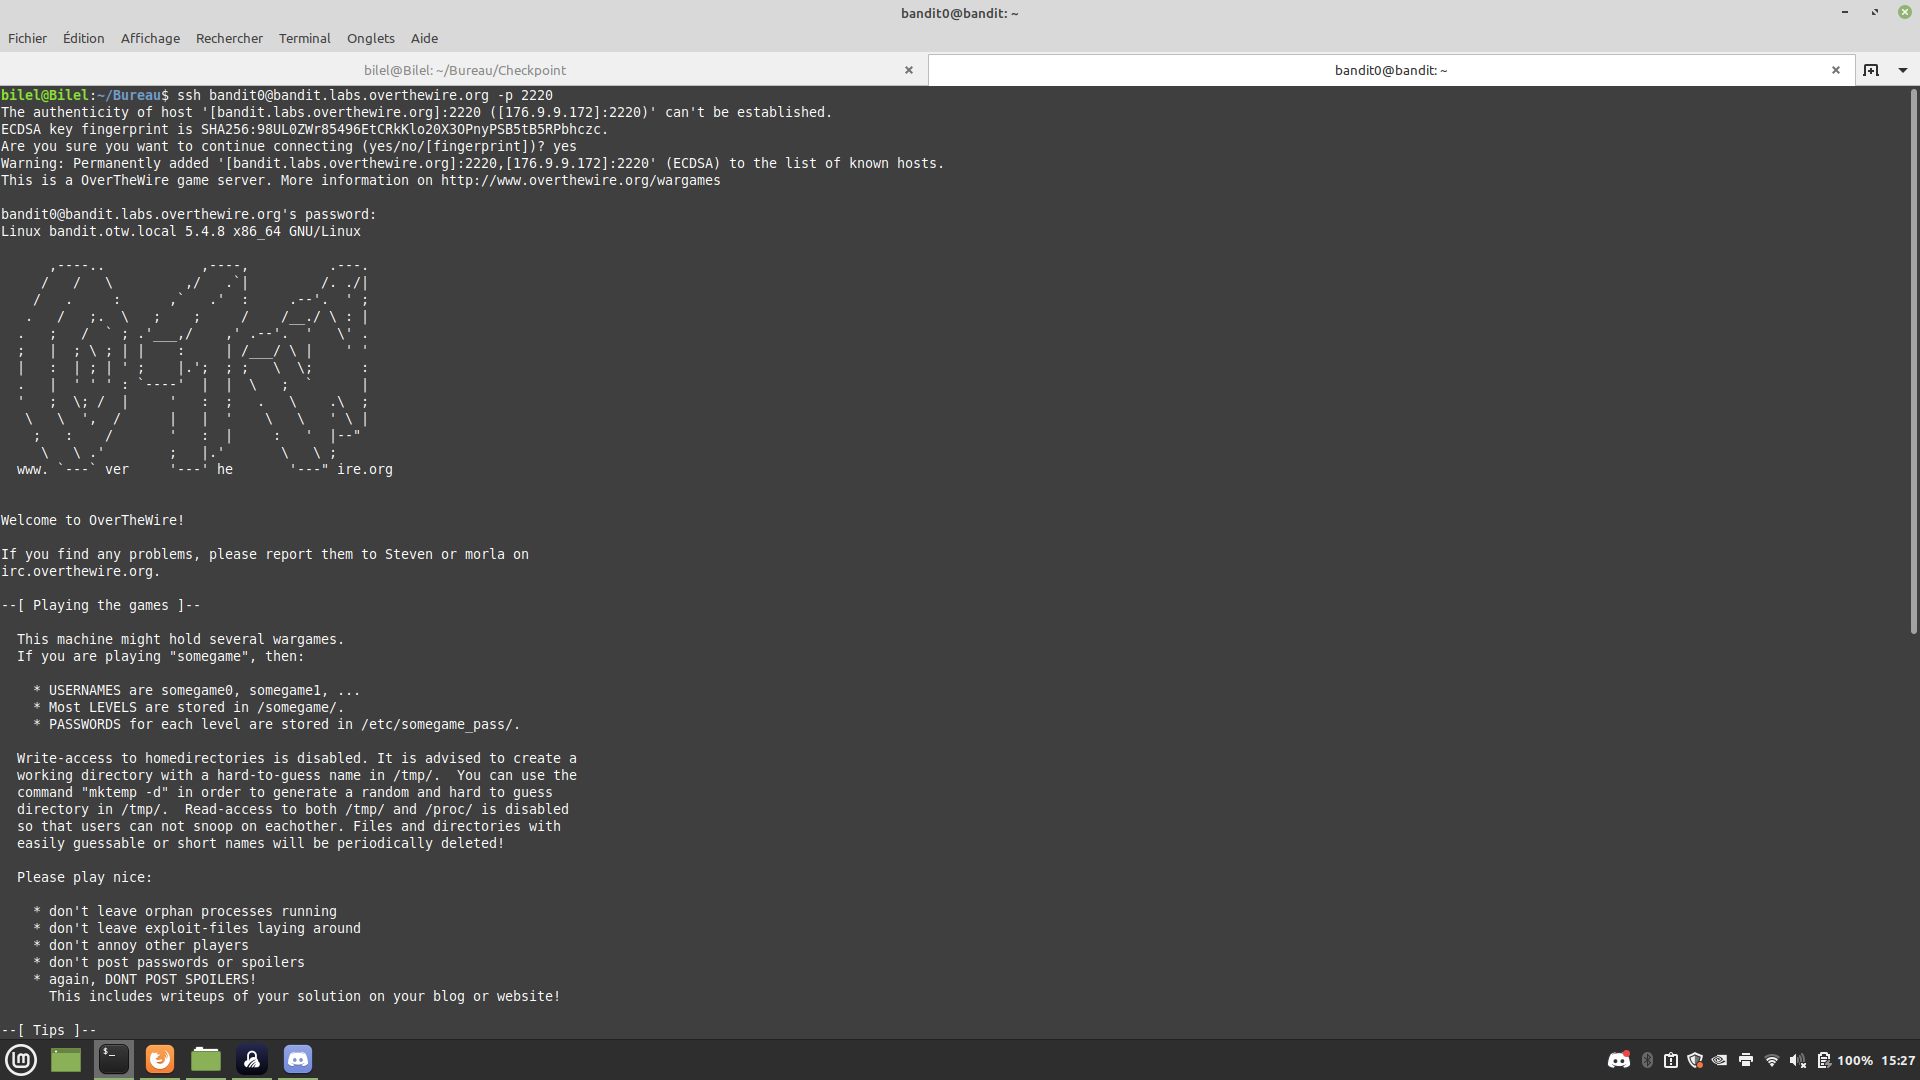 bandit0@bandit: ~
Fichier Édition Affichage Rechercher Terminal Onglets Aide
bilel@Bilel: ~/Bureau/Checkpoint
bandit0@bandit: ~
bilel@Bilel:~/Bureau$ ssh bandit0@bandit.labs.overthewire.org -p 2220
The authenticity of host '[bandit.labs.overthewire.org]:2220 ([176.9.9.172]:2220)' can't be established.
ECDSA key fingerprint is SHA256:98UL0ZWr85496EtCRkKlo20X3OPnyPSB5tB5RPbhczc.
Are you sure you want to continue connecting (yes/no/[fingerprint])? yes
Warning: Permanently added '[bandit.labs.overthewire.org]:2220,[176.9.9.172]:2220' (ECDSA) to the list of known hosts.
This is a OverTheWire game server. More information on http://www.overthewire.org/wargames
bandit0@bandit.labs.overthewire.org's password:
Linux bandit.otw.local 5.4.8 x86_64 GNU/Linux
www. `---` ver '---' he '---" ire.org
Welcome to OverTheWire!
If you find any problems, please report them to Steven or morla on
irc.overthewire.org.
--[ Playing the games ]--
This machine might hold several wargames.
If you are playing "somegame", then:
* USERNAMES are somegame0, somegame1, ...
* Most LEVELS are stored in /somegame/.
* PASSWORDS for each level are stored in /etc/somegame_pass/.
Write-access to homedirectories is disabled. It is advised to create a
working directory with a hard-to-guess name in /tmp/.  You can use the
command "mktemp -d" in order to generate a random and hard to guess
directory in /tmp/.  Read-access to both /tmp/ and /proc/ is disabled
so that users can not snoop on eachother. Files and directories with
easily guessable or short names will be periodically deleted!
Please play nice:
* don't leave orphan processes running
* don't leave exploit-files laying around
* don't annoy other players
* don't post passwords or spoilers
* again, DONT POST SPOILERS!
This includes writeups of your solution on your blog or website!
--[ Tips ]--
100% 15:27